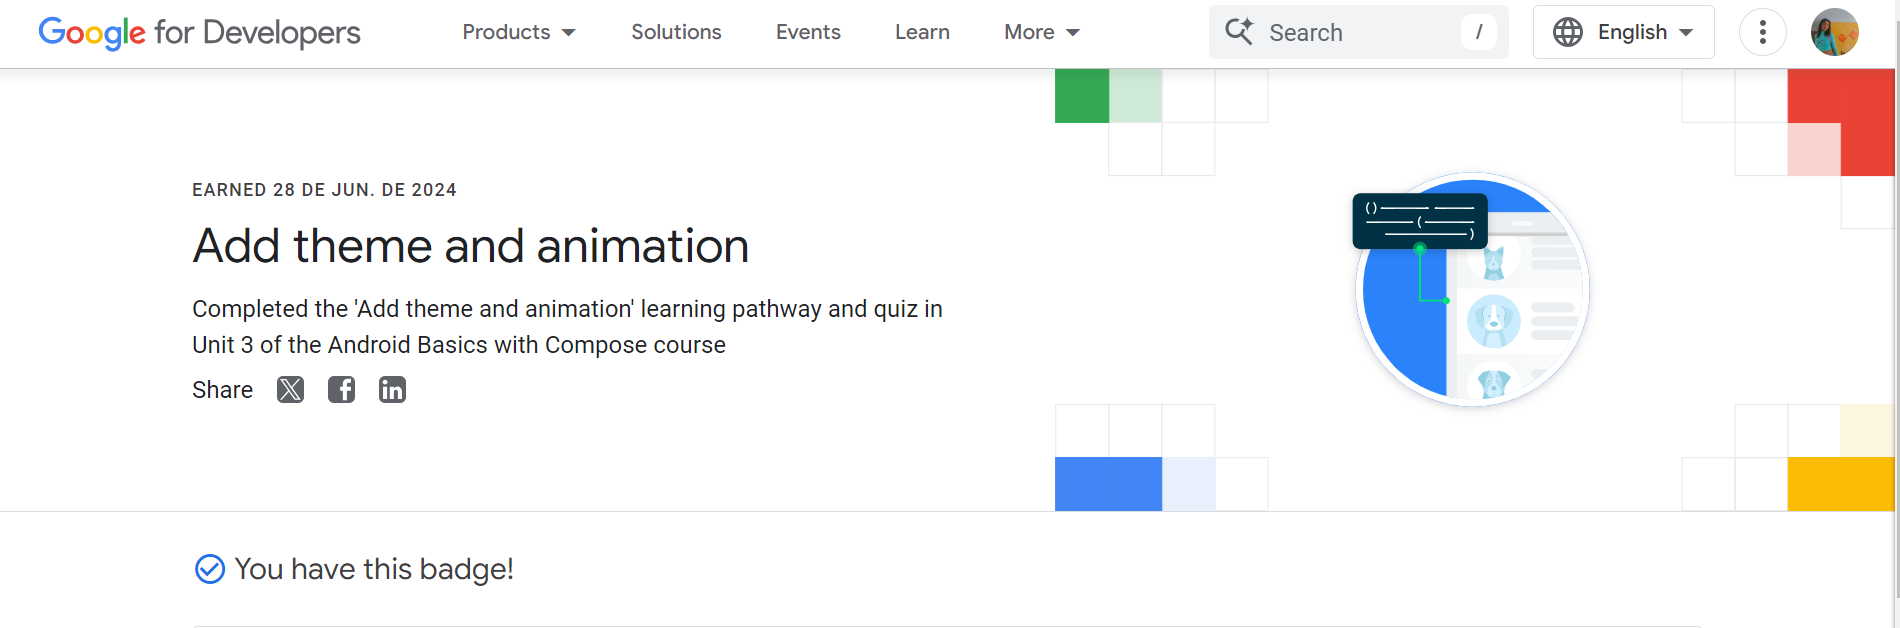 Google for Developers Products Solutions Events Learn More Search / English
EARNED 28 DE JUN. DE 2024
Add theme and animation
Completed the 'Add theme and animation' learning pathway and quiz in
Unit 3 of the Android Basics with Compose course
Share
You have this badge!